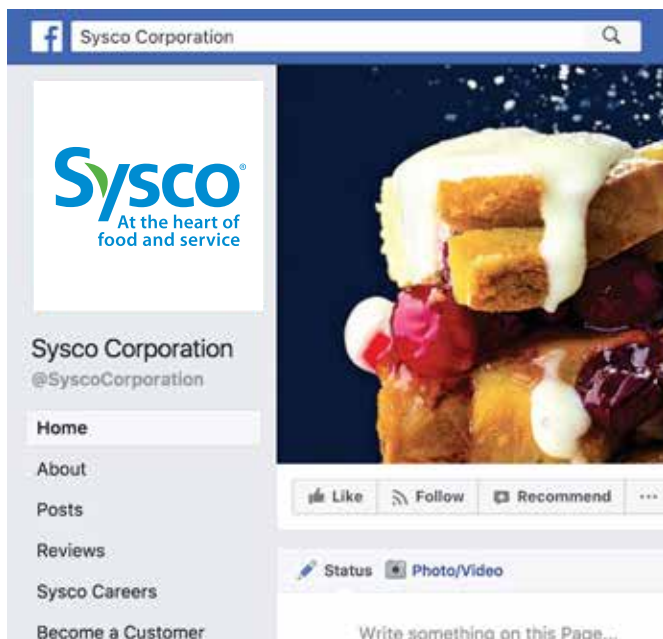 f Sysco Corporation
Sysco®
At the heart of
food and service
Sysco Corporation
@SyscoCorporation
Home
About
Posts
Reviews
Sysco Careers
Become a Customer
Like Follow Recommend ...
Status Photo/Video
Write something on this Page...